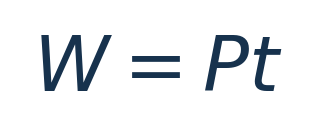 W = Pt